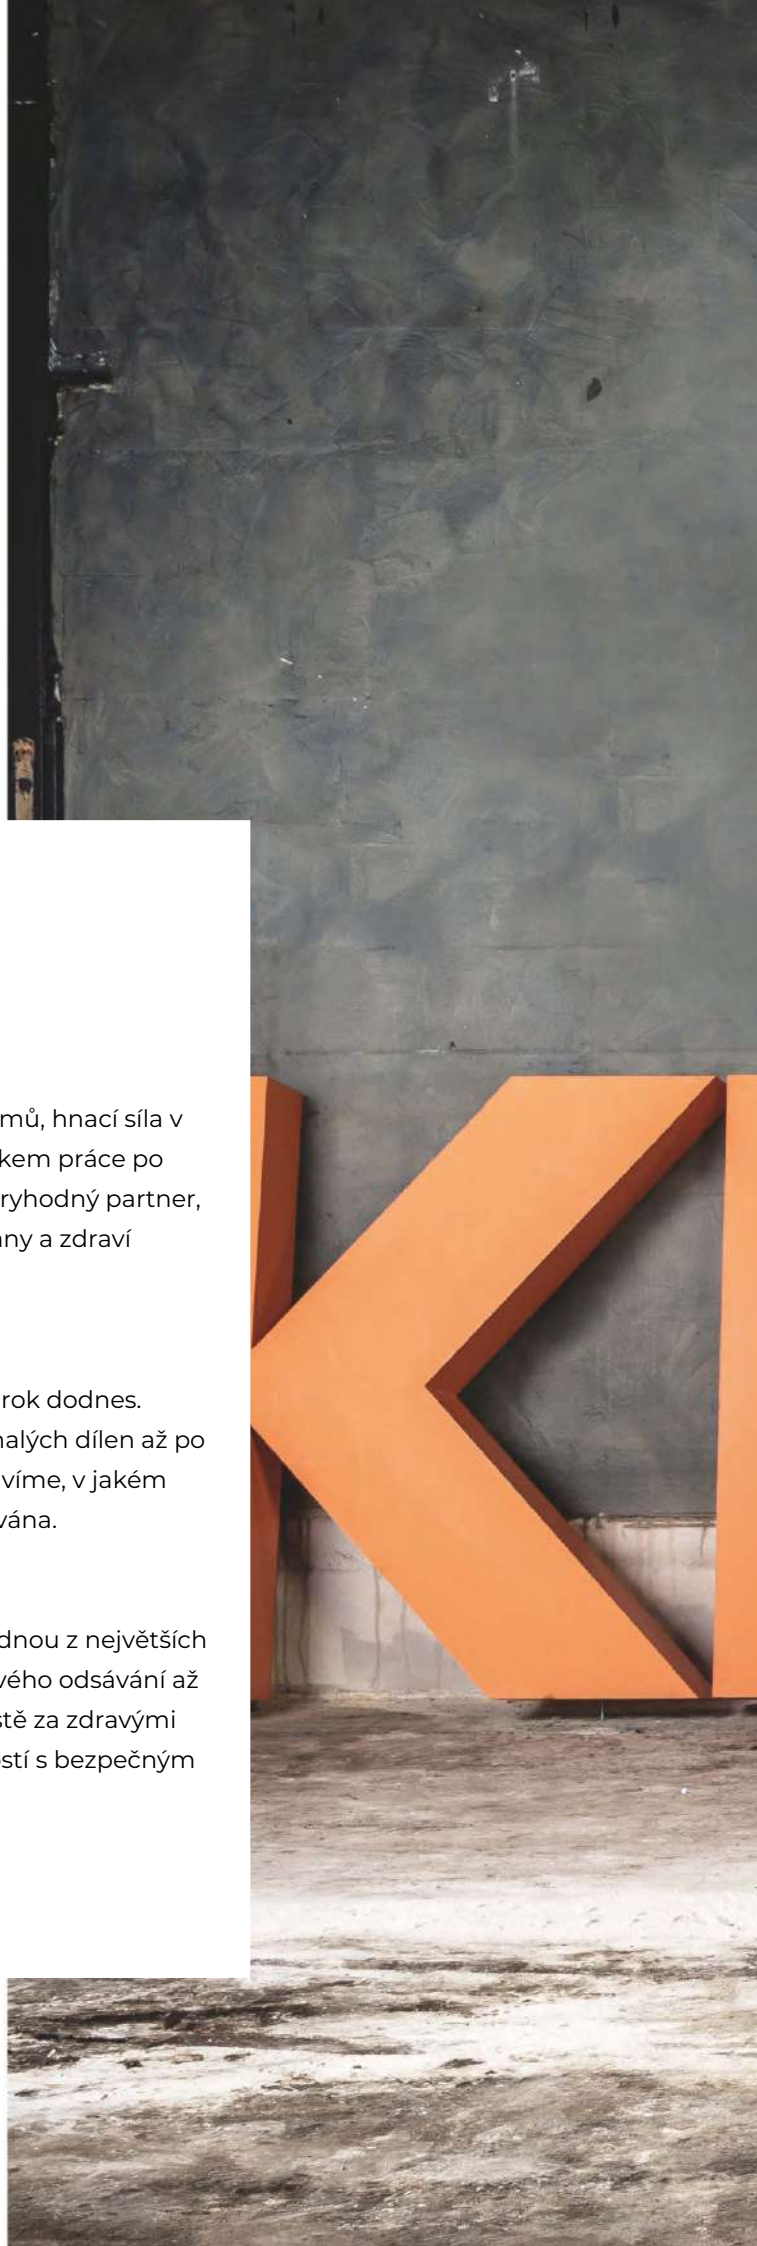 mů, hnací síla v
kem práce po
ryhodný partner,
ny a zdraví
rok dodnes.
alých dílen až po
víme, v jakém
vána.
dnou z největších
vého odsávání až
stě za zdravými
stí s bezpečným
K